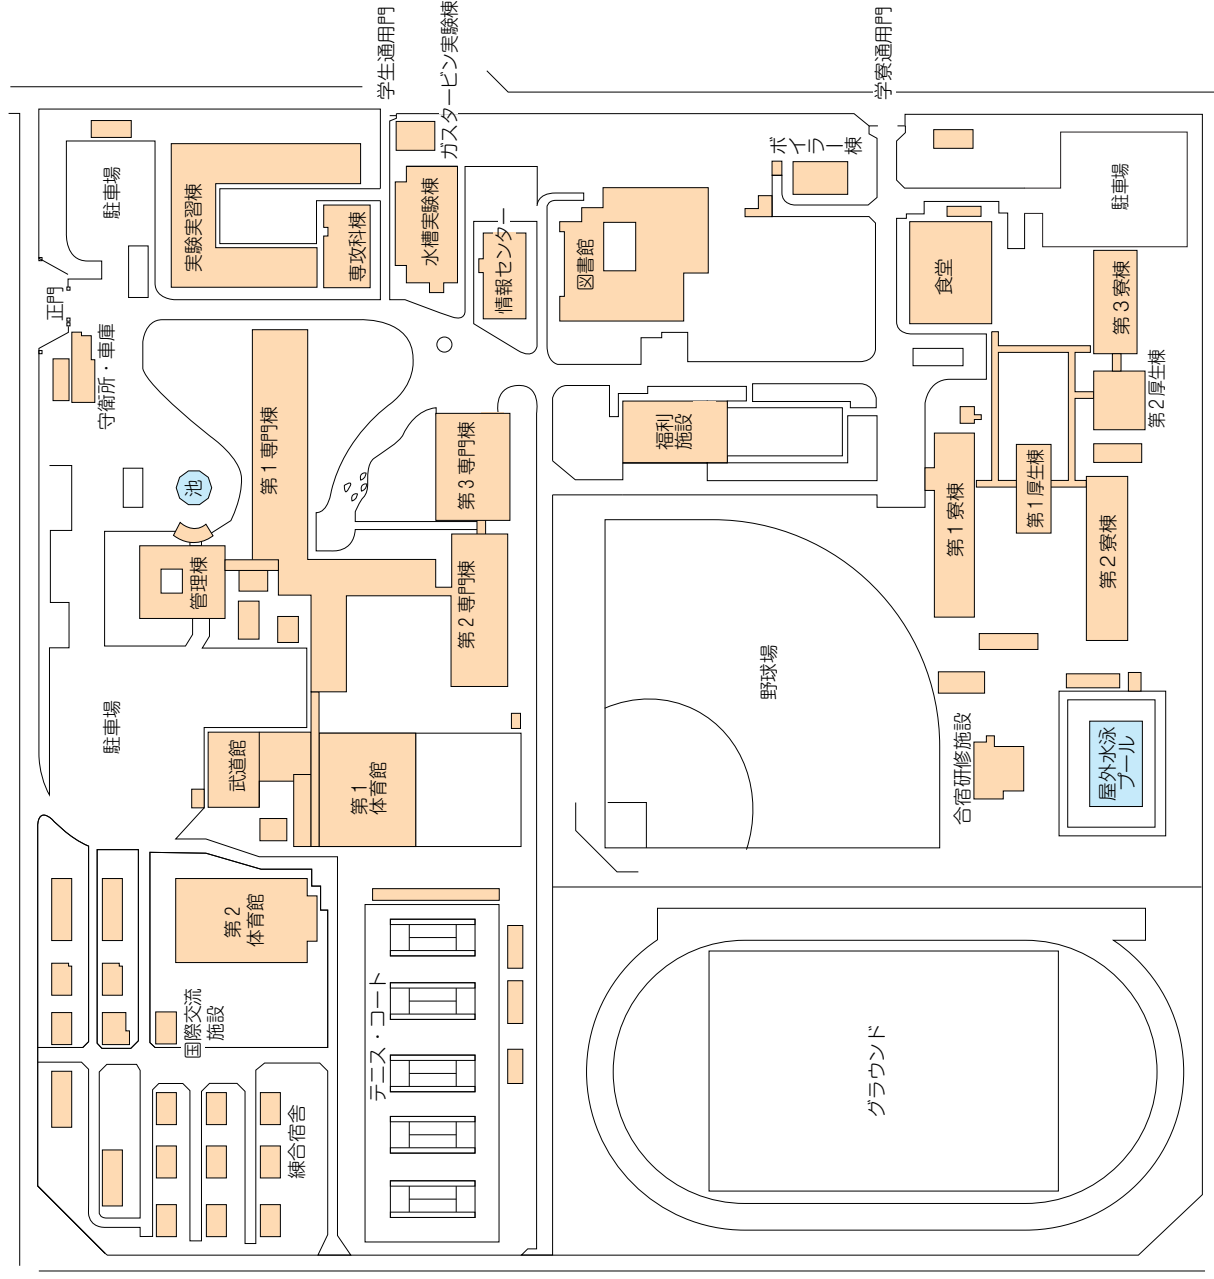 学生通用門
ガスタービン実験棟
学寮通用門
駐車場
実験実習棟
専攻科棟
水槽実験棟
情報センター
図書館
ボイラー
棟
駐車場
食堂
正門
守衛所・車庫
第1専門棟
第3専門棟
福利
施設
第3寮棟
第2厚生棟
池
管理棟
第2専門棟
第1寮棟
第1厚生棟
第2寮棟
駐車場
武道館
第1
体育館
野球場
合宿研修施設
屋外水泳
プール
第2
体育館
国際交流
施設
テニス・コート
練合宿舎
グラウンド